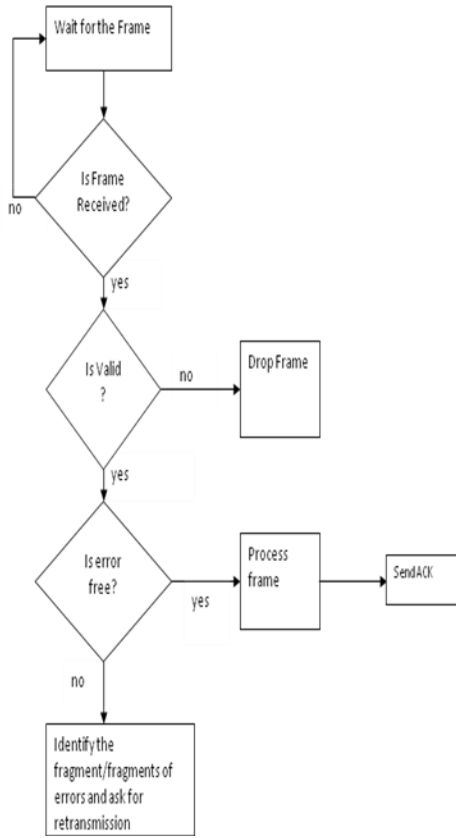 Wait for the Frame
Is Frame
Received?
no
yes
Is Valid
?
no
Drop Frame
yes
Is error
free?
yes
Process
frame
Send ACK
no
Identify the
fragment/fragments of
errors and ask for
retransmission